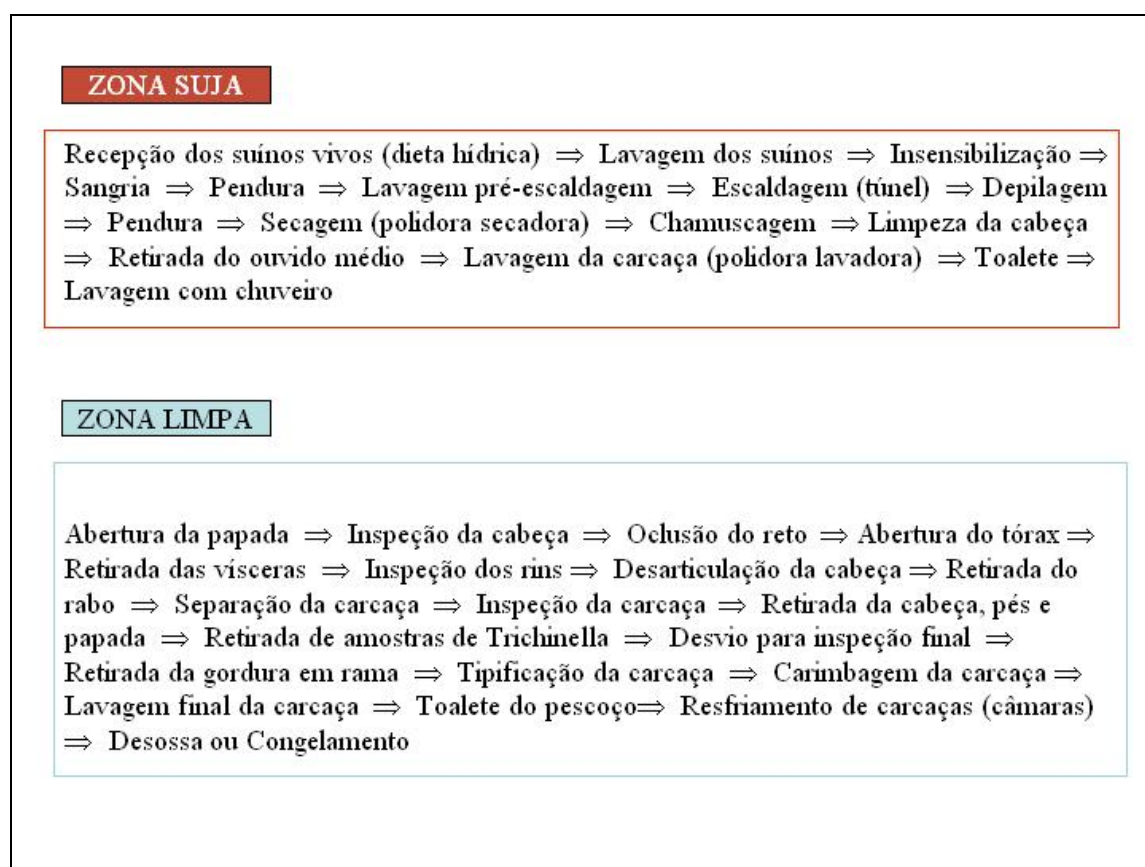 ZONA SUJA
Recepção dos suínos vivos (dieta hídrica) ⇒ Lavagem dos suínos ⇒ Insensibilização ⇒
Sangria ⇒ Pendura ⇒ Lavagem pré-escaldagem ⇒ Escaldagem (túnel) ⇒ Depilagem
⇒ Pendura ⇒ Secagem (polidora secadora) ⇒ Chamuscagem ⇒ Limpeza da cabeça
⇒ Retirada do ouvido médio ⇒ Lavagem da carcaça (polidora lavadora) ⇒ Toalete ⇒
Lavagem com chuveiro
ZONA LIMPA
Abertura da papada ⇒ Inspeção da cabeça ⇒ Oclusão do reto ⇒ Abertura do tórax ⇒
Retirada das vísceras ⇒ Inspeção dos rins ⇒ Desarticulação da cabeça ⇒ Retirada do
rabo ⇒ Separação da carcaça ⇒ Inspeção da carcaça ⇒ Retirada da cabeça, pés e
papada ⇒ Retirada de amostras de Trichinella ⇒ Desvio para inspeção final ⇒
Retirada da gordura em rama ⇒ Tipificação da carcaça ⇒ Carimbagem da carcaça ⇒
Lavagem final da carcaça ⇒ Toalete do pescoço⇒ Resfriamento de carcaças (câmaras)
⇒ Desossa ou Congelamento